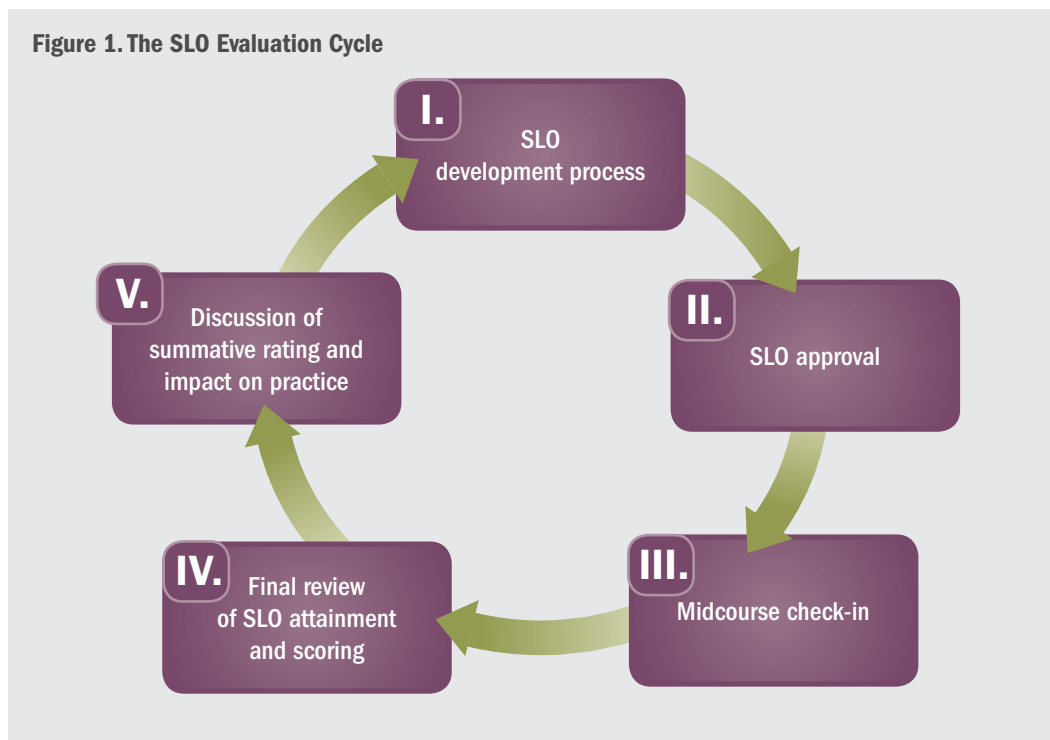 Figure 1. The SLO Evaluation Cycle
I.
SLO
development process
II.
SLO approval
III.
Midcourse check-in
IV.
Final review
of SLO attainment
and scoring
V.
Discussion of
summative rating and
impact on practice